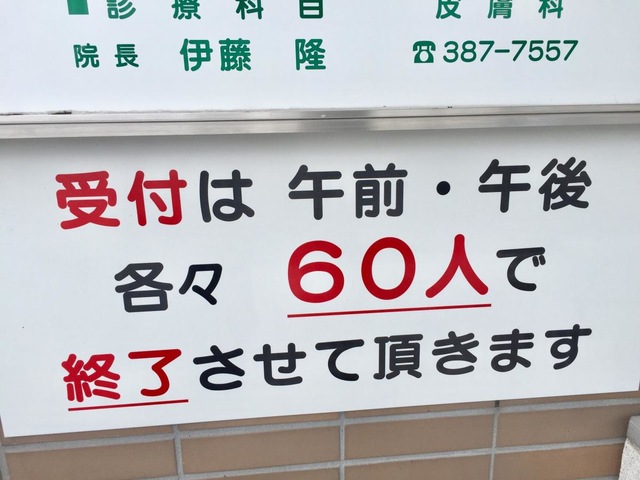 ■診療科目 皮膚科
院長 伊藤 隆 ☎387-7557
受付は 午前・午後
各々 60人で
終了させて頂きます